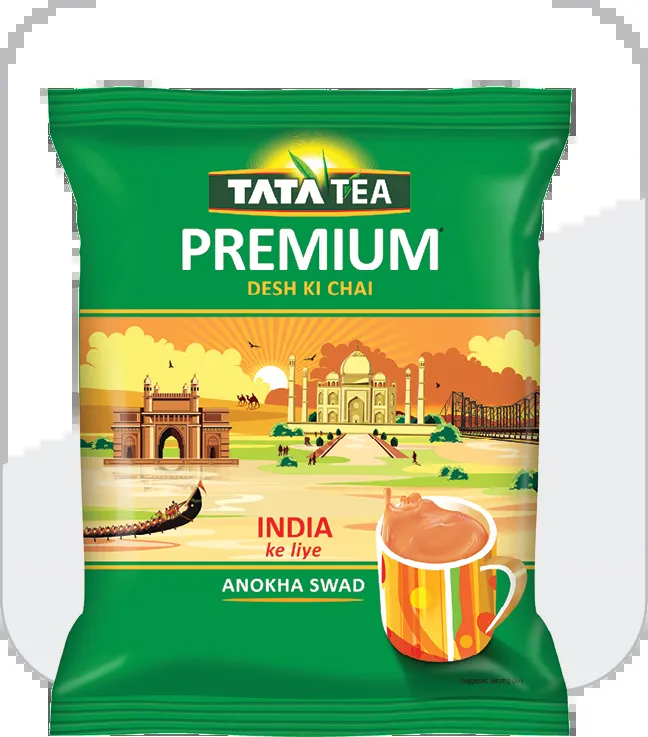 TATA TEA
PREMIUM
DESH KI CHAI
INDIA
ke liye
ANOKHA SWAD